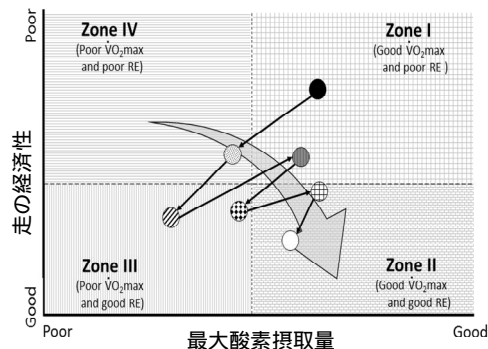 Poor
Zone IV
(Poor V̇O₂max
and poor RE)
Zone I
(Good V̇O₂max
and poor RE )
走の経済性
Zone III
(Poor V̇O₂max
and good RE)
Zone II
(Good V̇O₂max
and good RE)
Good
Poor
Good
最大酸素摂取量